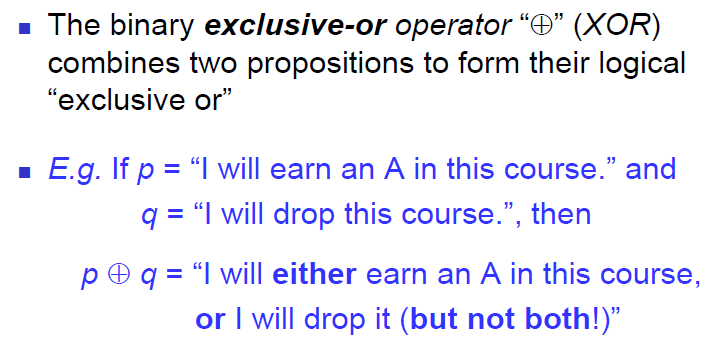 ▪ The binary exclusive-or operator “⊕” (XOR)
combines two propositions to form their logical
“exclusive or”
▪ E.g. If p = “I will earn an A in this course.” and
q = “I will drop this course.”, then
p ⊕ q = “I will either earn an A in this course,
or I will drop it (but not both!)”